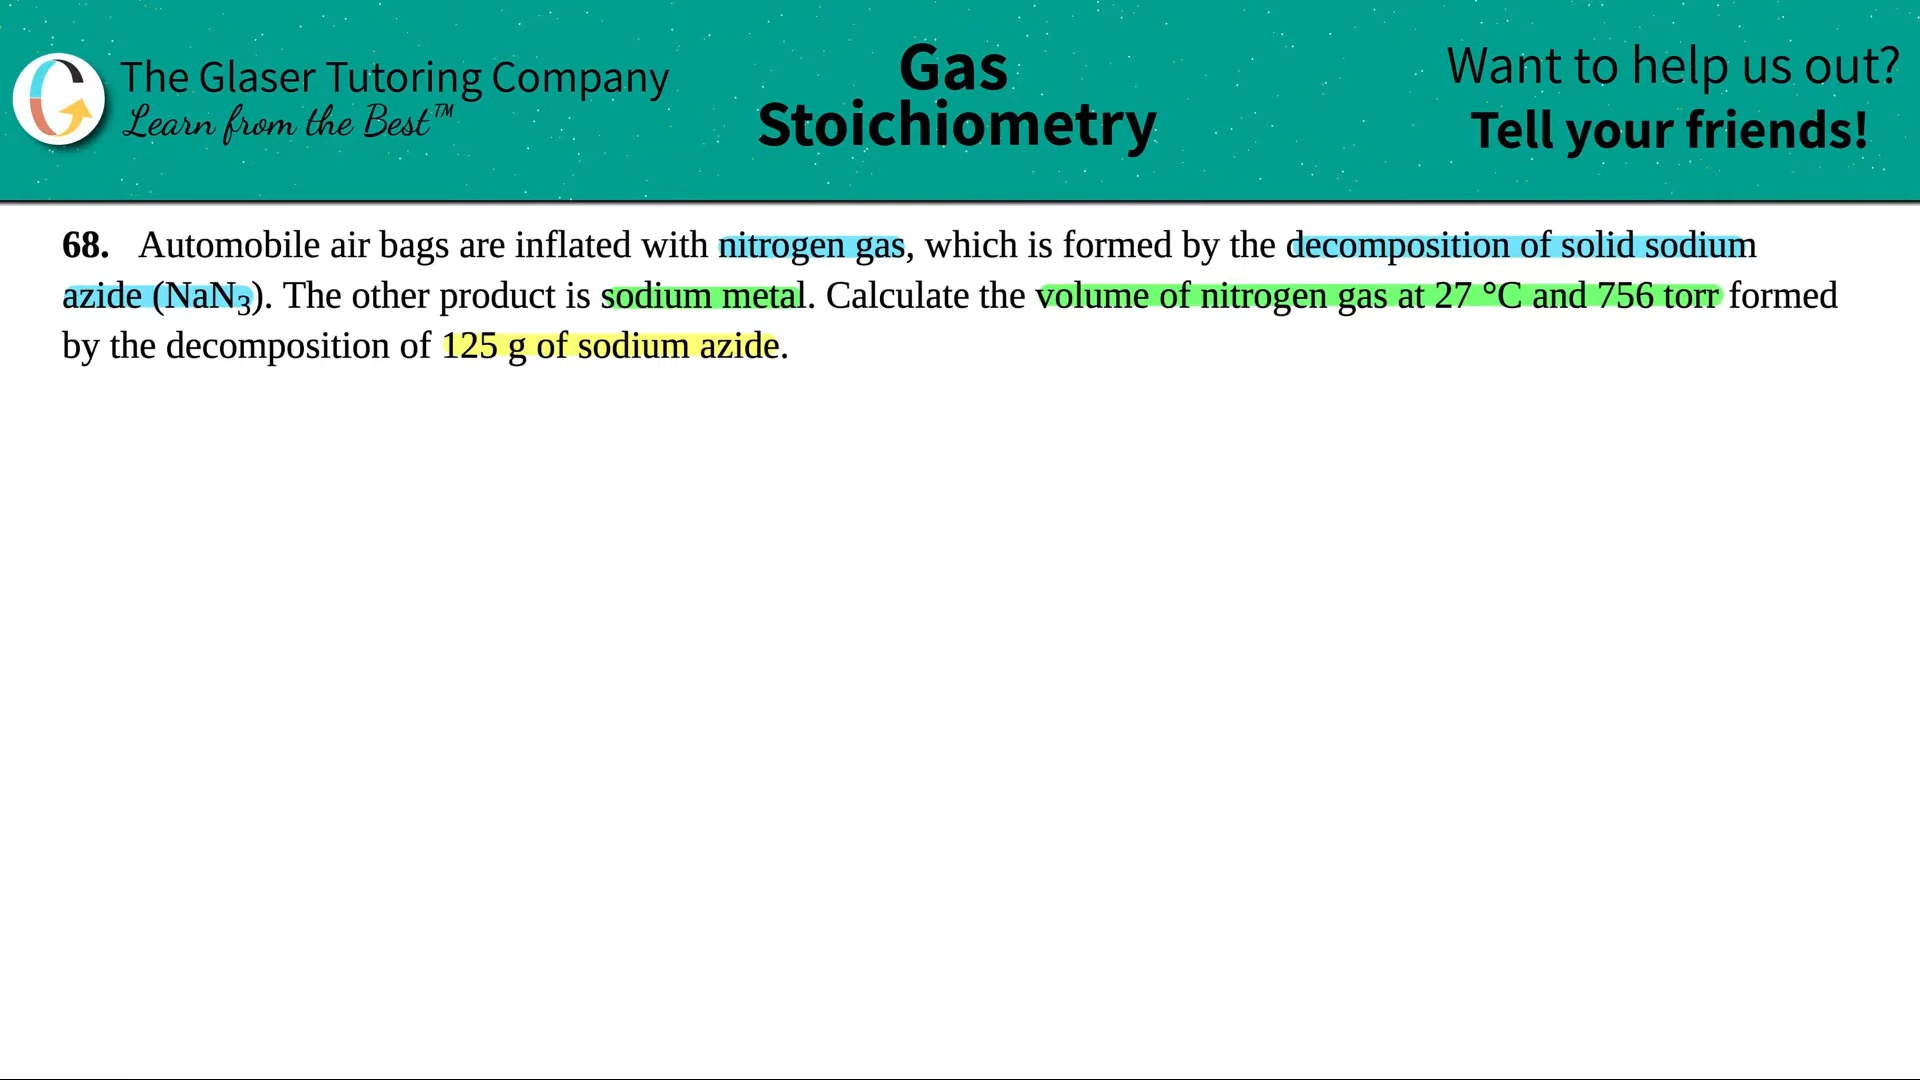 The Glaser Tutoring Company
Learn from the Best™
Gas
Stoichiometry
Want to help us out?
Tell your friends!
68. Automobile air bags are inflated with nitrogen gas, which is formed by the decomposition of solid sodium
azide (NaN₃). The other product is sodium metal. Calculate the volume of nitrogen gas at 27 °C and 756 torr formed
by the decomposition of 125 g of sodium azide.